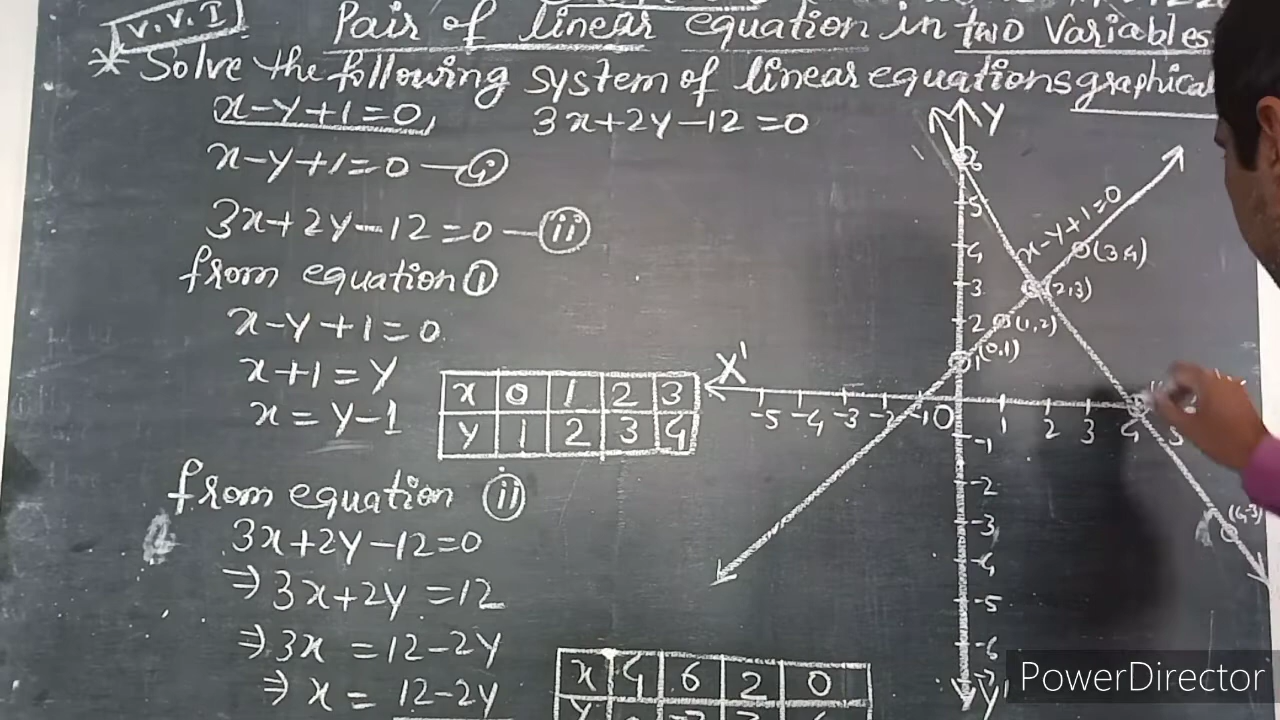 V.V.I
Pair of linear equation in two Variables
* Solve the following system of linear equations graphical
x-y+1=0, 3x+2y-12=0
x-y+1=0 — (i)
3x+2y-12=0 — (ii)
from equation (i)
x-y+1=0
x+1=y
x=y-1
x 0 1 2 3
y 1 2 3 4
from equation (ii)
3x+2y-12=0
⇒ 3x+2y=12
⇒ 3x = 12-2y
⇒ x = 12-2y
x 4 6 2 0
Y
6
5
4
3
2
1
x-y+1=0
(3,4)
(2,3)
(1,2)
(0,1)
X'
-5 -4 -3 -2 -1 0 1 2 3 4 5
-1
-2
-3
-4
-5
-6
-7
(6,-3)
Y'
PowerDirector